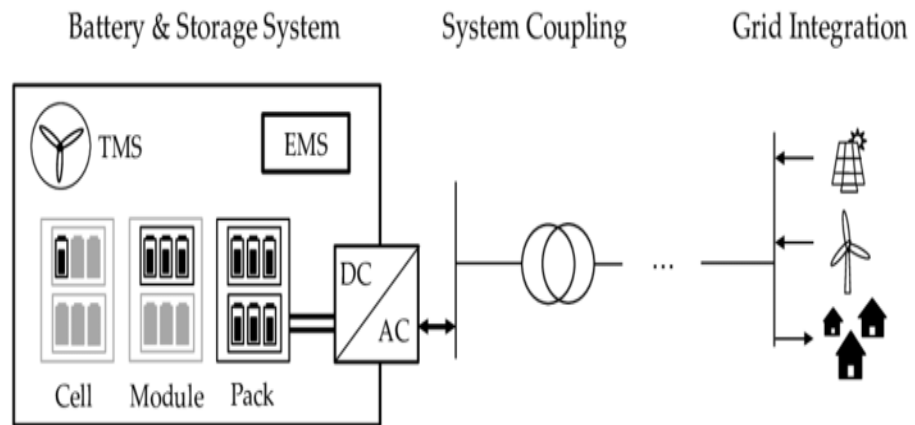 Battery & Storage System
System Coupling
Grid Integration
TMS
EMS
DC
AC
...
Cell
Module
Pack